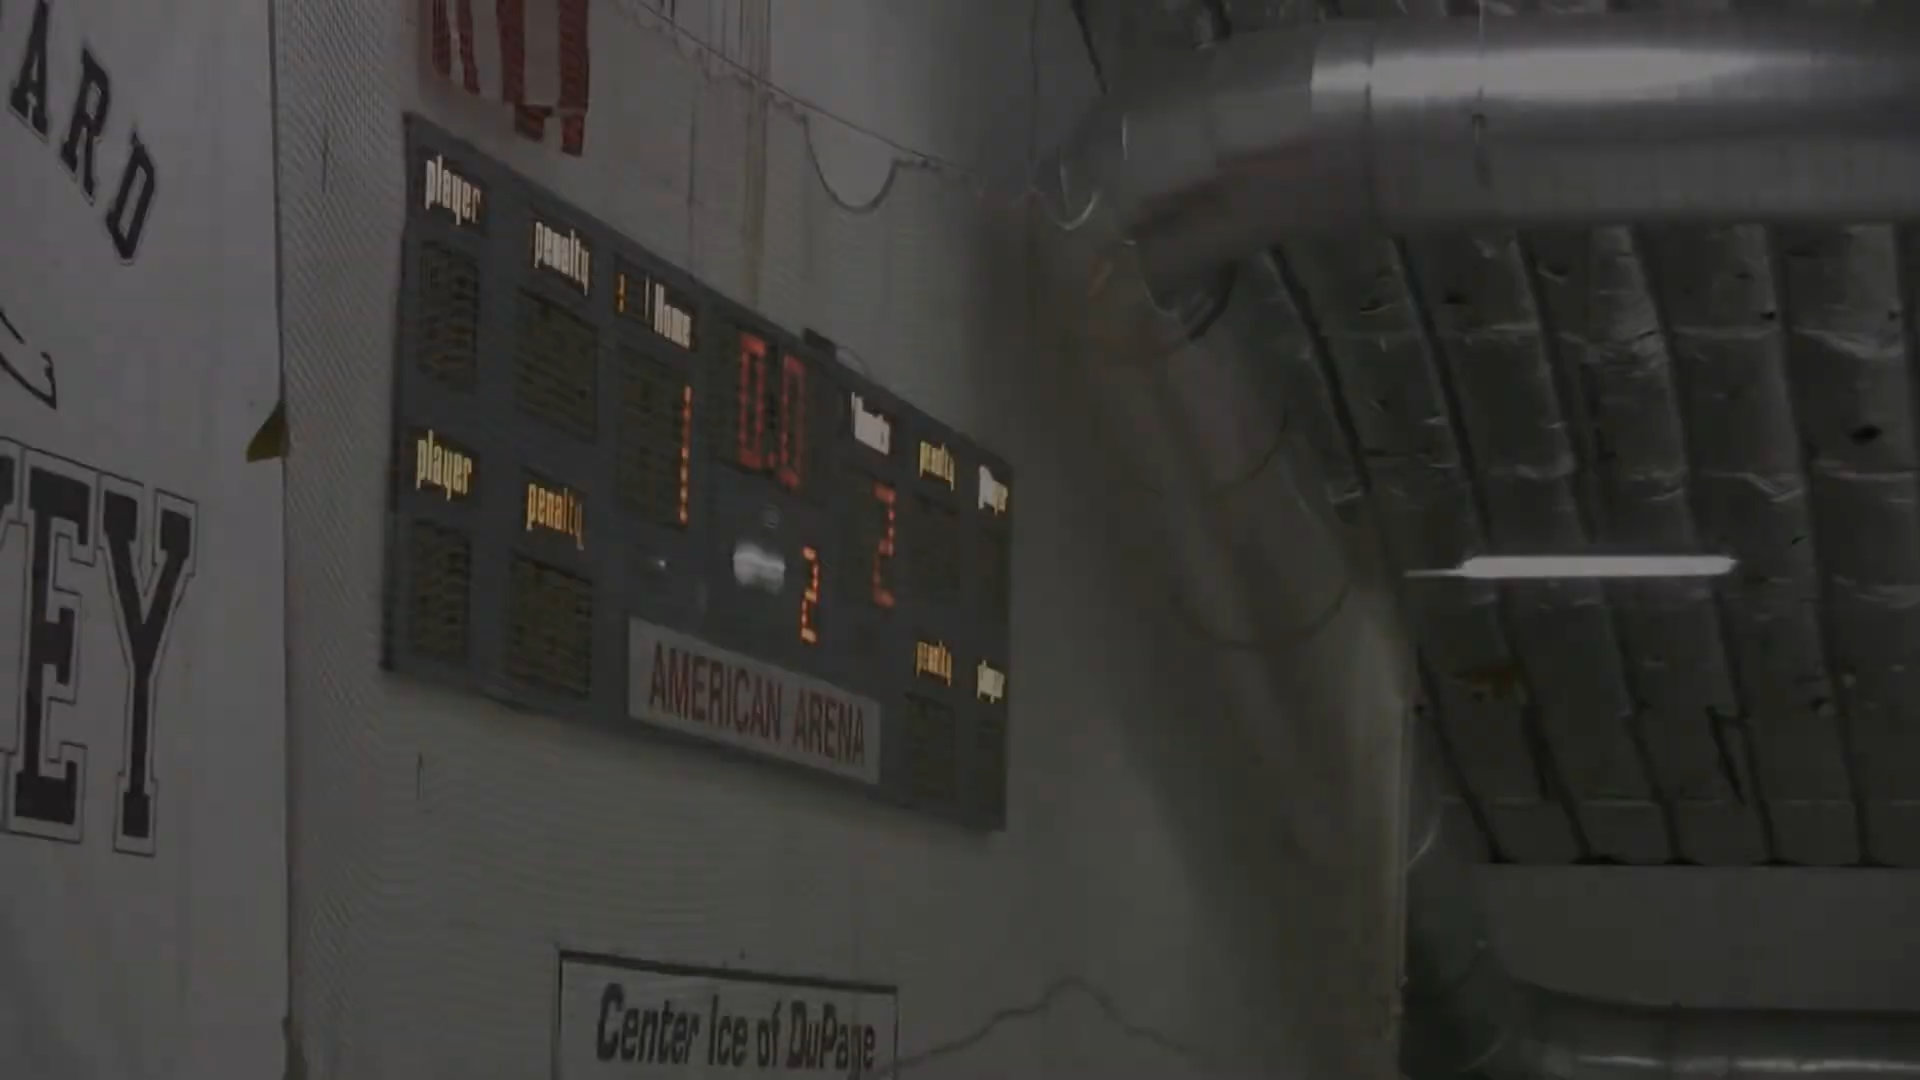 ARD
EY
player
penalty
Home
0.0
penalty
player
1
2
player
penalty
2
penalty
player
AMERICAN ARENA
Center Ice of DuPage